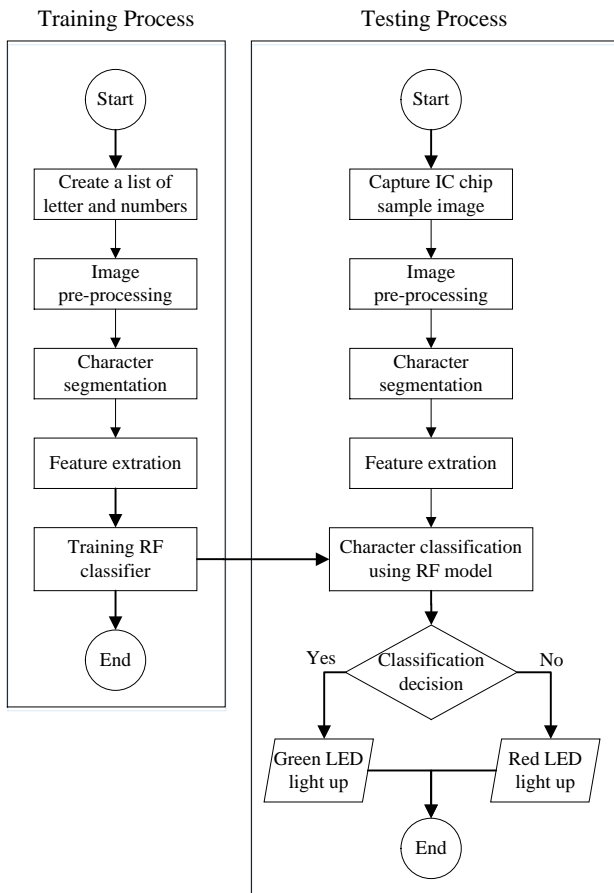 Training Process
Start
Create a list of
letter and numbers
Image
pre-processing
Character
segmentation
Feature extration
Training RF
classifier
End
Testing Process
Start
Capture IC chip
sample image
Image
pre-processing
Character
segmentation
Feature extration
Character classification
using RF model
Classification
decision
Yes
No
Green LED
light up
Red LED
light up
End